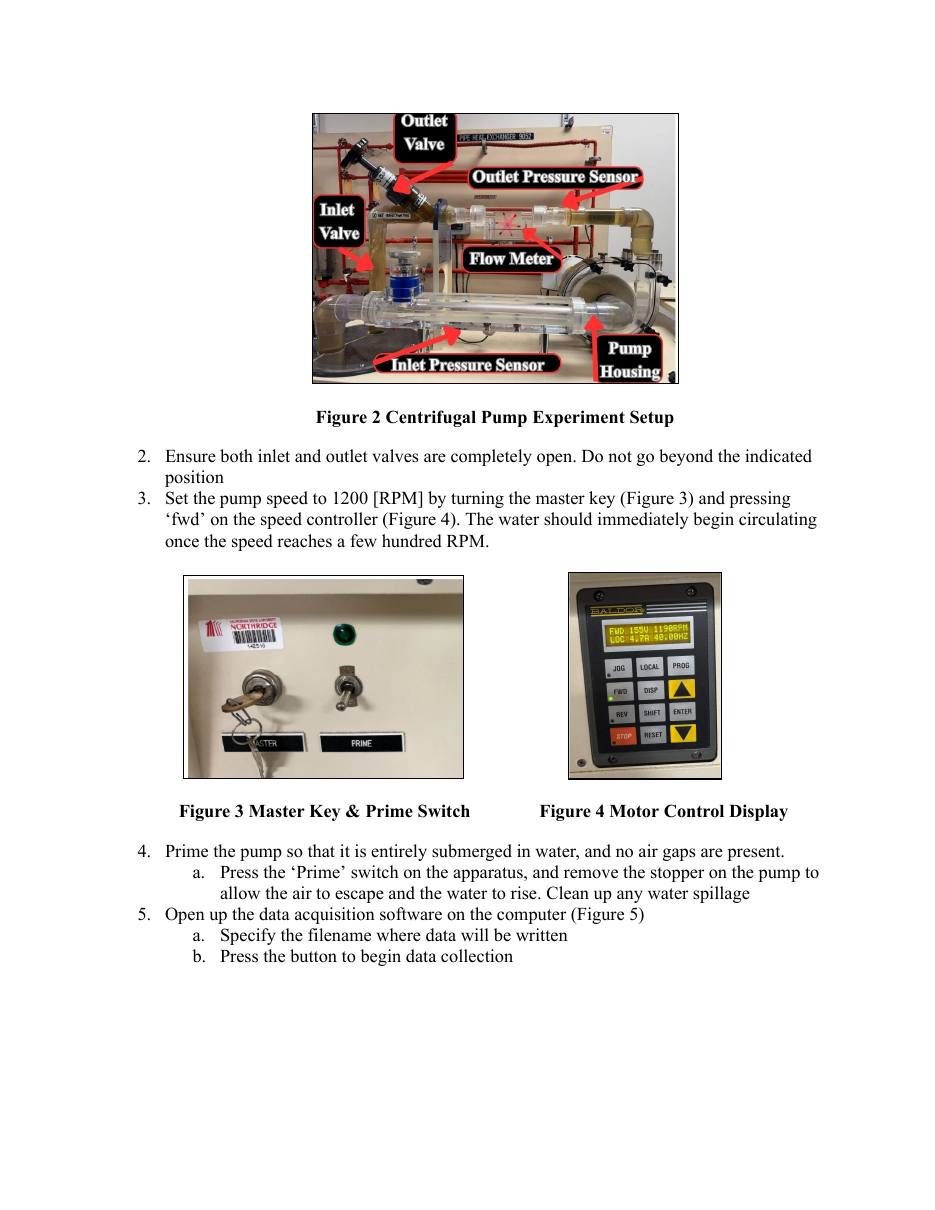 Outlet
Valve
PIPE HEAT EXCHANGER 9052
Outlet Pressure Sensor
Inlet
Valve
Flow Meter
Pump
Housing
Inlet Pressure Sensor
Figure 2 Centrifugal Pump Experiment Setup
2. Ensure both inlet and outlet valves are completely open. Do not go beyond the indicated
position
3. Set the pump speed to 1200 [RPM] by turning the master key (Figure 3) and pressing
‘fwd’ on the speed controller (Figure 4). The water should immediately begin circulating
once the speed reaches a few hundred RPM.
NORTHRIDGE
MASTER
PRIME
BALDOR
FWD 155V 1190RPM
LOC 4.7A 40.00HZ
JOG LOCAL PROG
FWD DISP
REV SHIFT ENTER
STOP RESET
Figure 3 Master Key & Prime Switch
Figure 4 Motor Control Display
4. Prime the pump so that it is entirely submerged in water, and no air gaps are present.
a. Press the ‘Prime’ switch on the apparatus, and remove the stopper on the pump to
allow the air to escape and the water to rise. Clean up any water spillage
5. Open up the data acquisition software on the computer (Figure 5)
a. Specify the filename where data will be written
b. Press the button to begin data collection